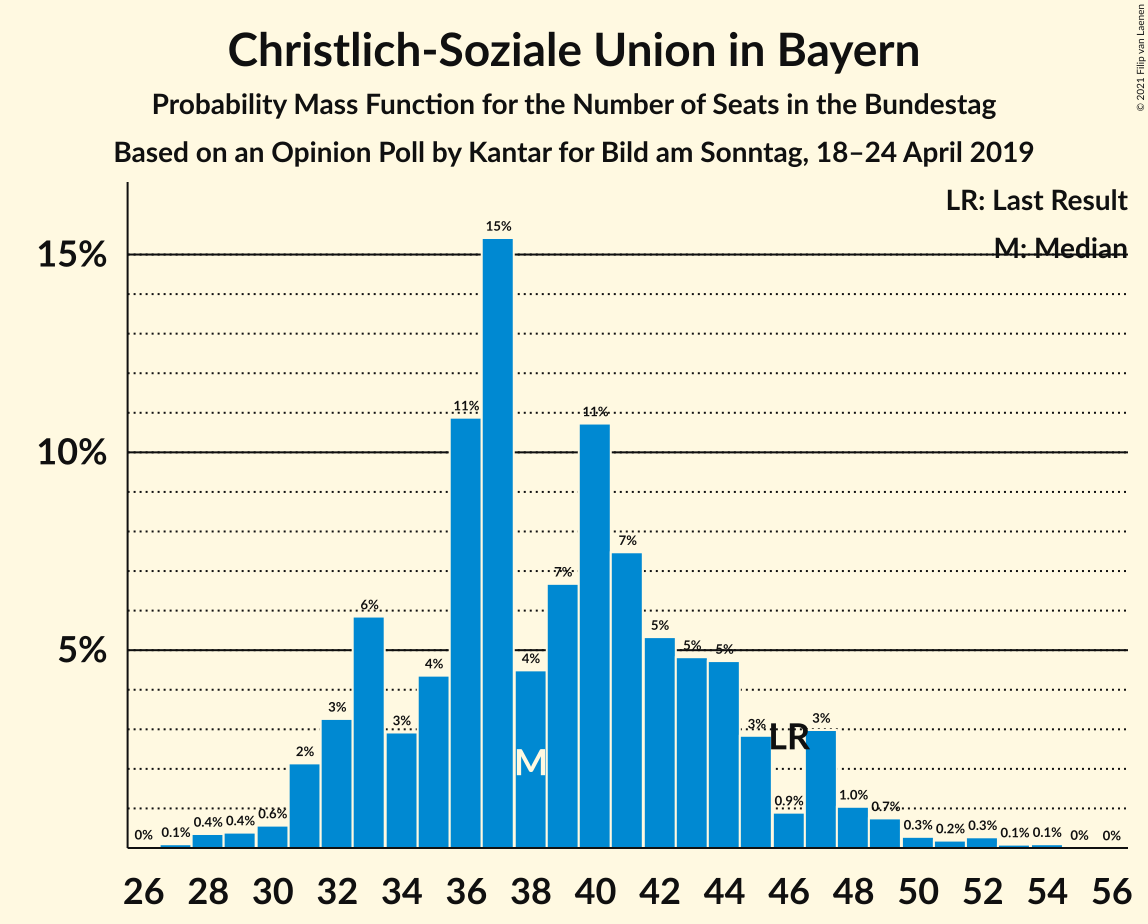 Christlich-Soziale Union in Bayern
Probability Mass Function for the Number of Seats in the Bundestag
Based on an Opinion Poll by Kantar for Bild am Sonntag, 18–24 April 2019
© 2021 Filip van Laenen
LR: Last Result
M: Median
15%
10%
5%
0% 0.1% 0.4% 0.4% 0.6% 2% 3% 6% 3% 4% 11% 15% 4% 7% 11% 7% 5% 5% 5% 3% 0.9% 3% 1.0% 0.7% 0.3% 0.2% 0.3% 0.1% 0.1% 0% 0%
M
LR
26 28 30 32 34 36 38 40 42 44 46 48 50 52 54 56